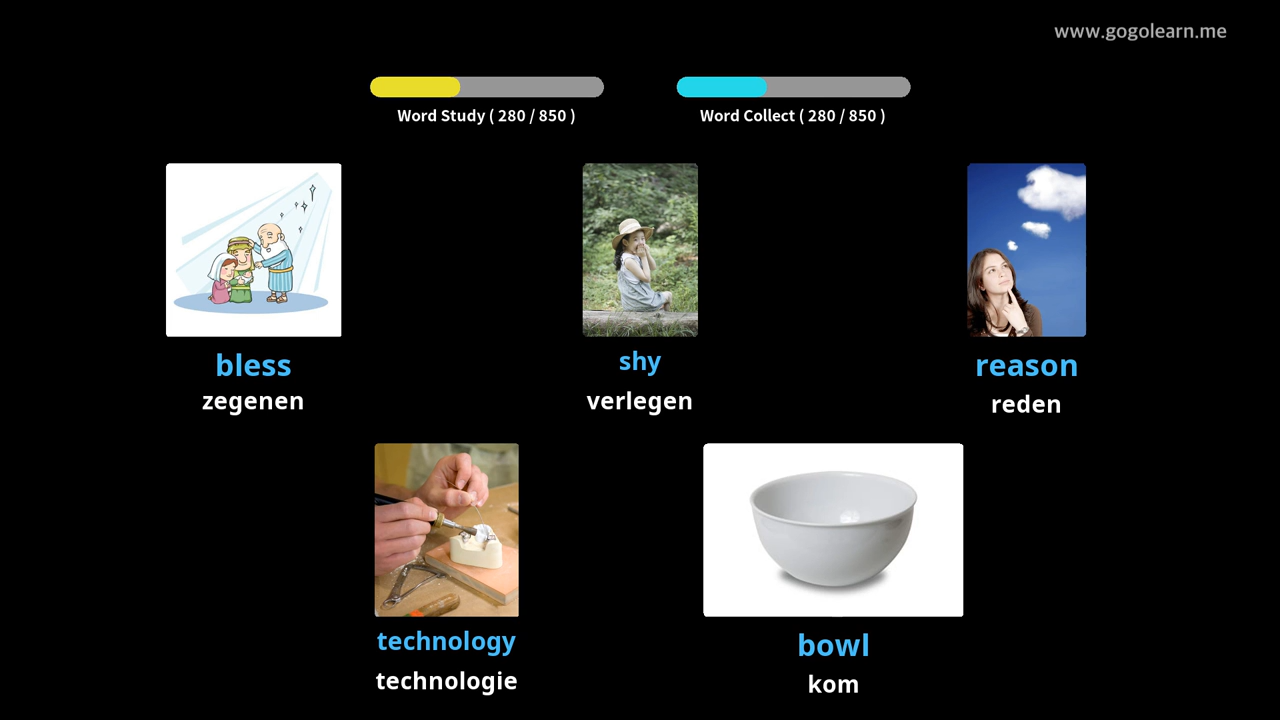 www.gogolearn.me
Word Study ( 280 / 850 )
Word Collect ( 280 / 850 )
bless
zegenen
shy
verlegen
reason
reden
technology
technologie
bowl
kom